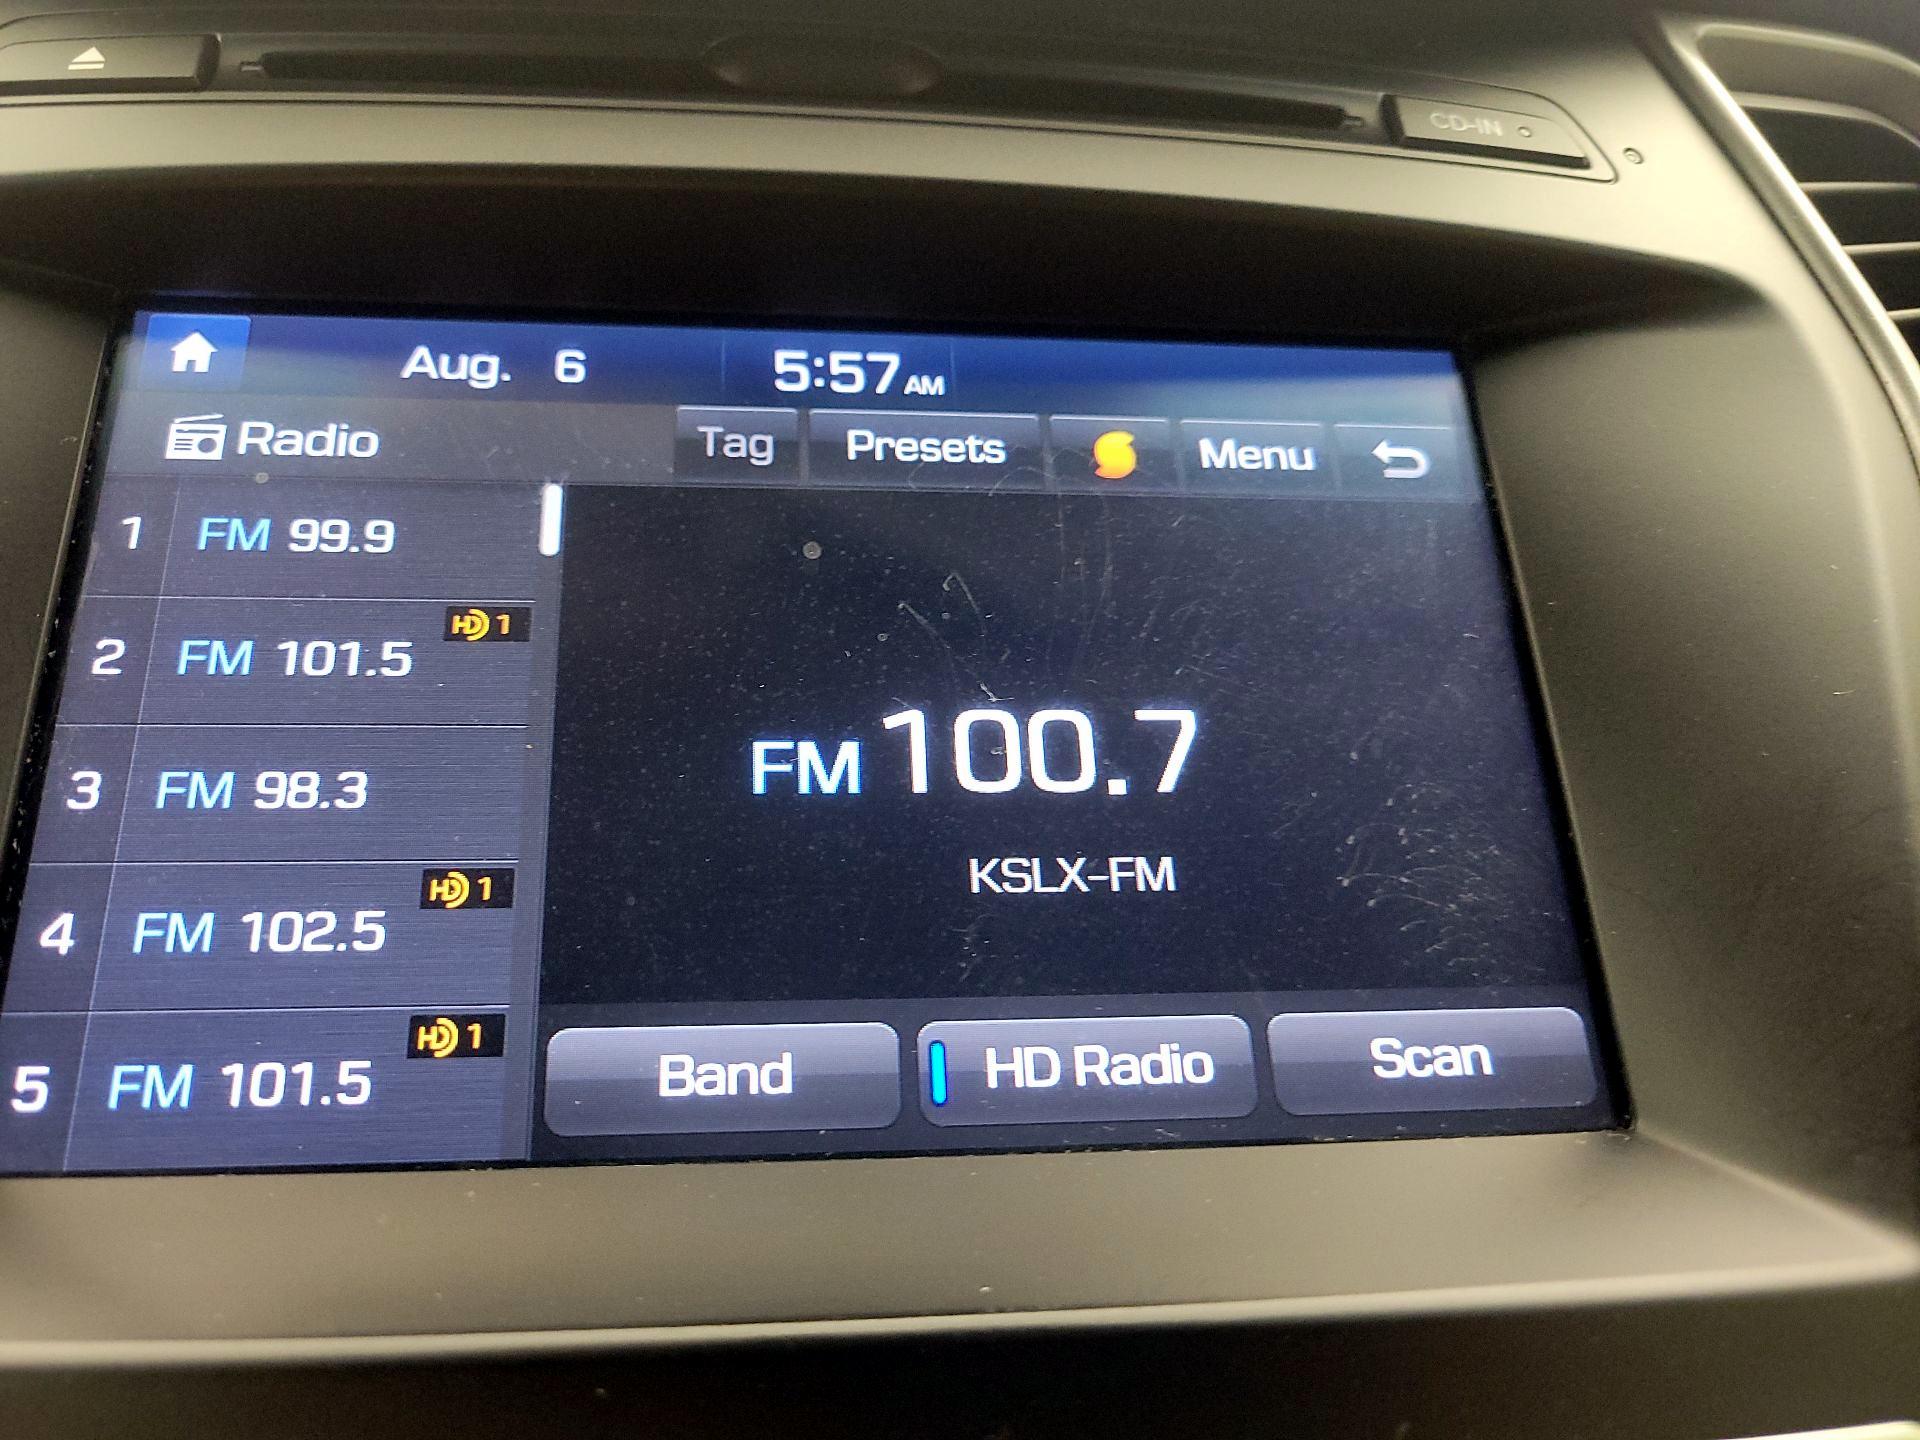 CD-IN
Aug. 6 5:57 AM
Radio Tag Presets Menu
1 FM 99.9
2 FM 101.5 HD 1
3 FM 98.3
4 FM 102.5 HD 1
5 FM 101.5 HD 1
FM 100.7
KSLX-FM
Band HD Radio Scan